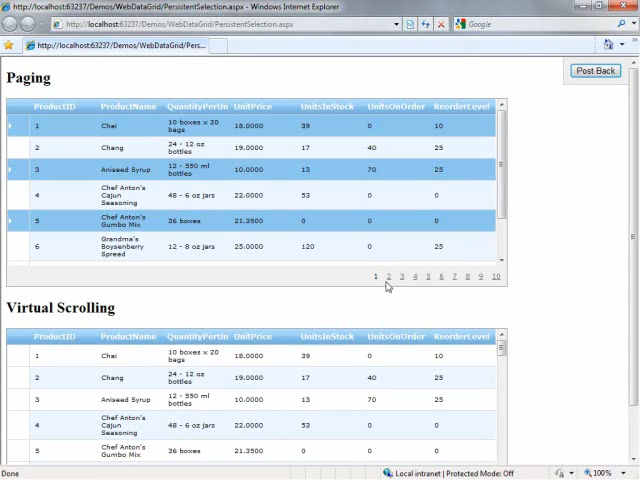 http://localhost:63237/Demos/WebDataGrid/PersistentSelection.aspx - Windows Internet Explorer
http://localhost:63237/Demos/WebDataGrid/PersistentSelection.aspx
Google
http://localhost:63237/Demos/WebDataGrid/Pers...
Post Back
Paging
ProductID ProductName QuantityPerUn UnitPrice UnitsInStock UnitsOnOrder ReorderLevel
1 Chai 10 boxes x 20 bags 18.0000 39 0 10
2 Chang 24 - 12 oz bottles 19.0000 17 40 25
3 Aniseed Syrup 12 - 550 ml bottles 10.0000 13 70 25
4 Chef Anton's Cajun Seasoning 48 - 6 oz jars 22.0000 53 0 0
5 Chef Anton's Gumbo Mix 36 boxes 21.3500 0 0 0
6 Grandma's Boysenberry Spread 12 - 8 oz jars 25.0000 120 0 25
1 2 3 4 5 6 7 8 9 10
Virtual Scrolling
ProductID ProductName QuantityPerUn UnitPrice UnitsInStock UnitsOnOrder ReorderLevel
1 Chai 10 boxes x 20 bags 18.0000 39 0 10
2 Chang 24 - 12 oz bottles 19.0000 17 40 25
3 Aniseed Syrup 12 - 550 ml bottles 10.0000 13 70 25
4 Chef Anton's Cajun Seasoning 48 - 6 oz jars 22.0000 53 0 0
5 Chef Anton's Gumbo Mix 36 boxes 21.3500 0 0 0
Done
Local intranet | Protected Mode: Off
100%